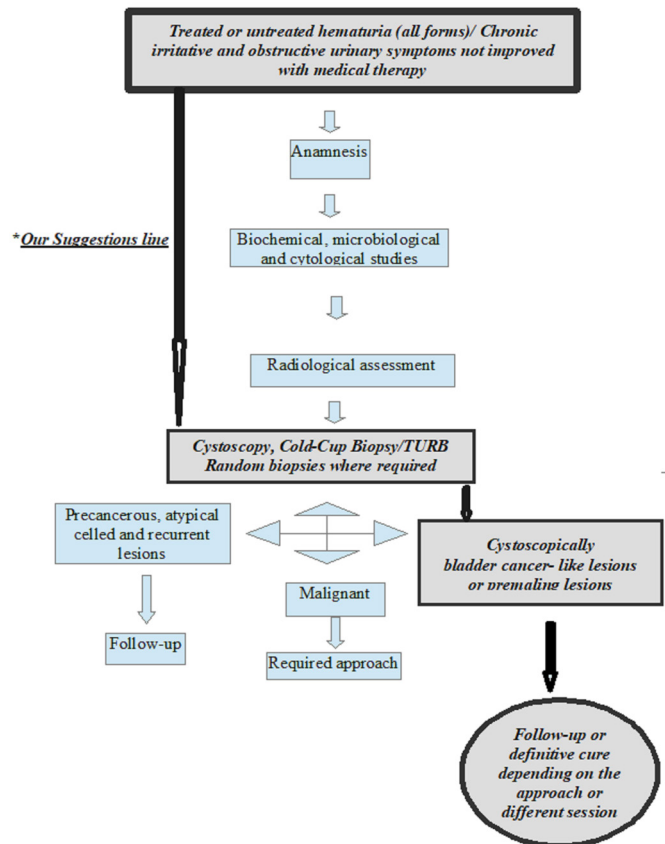 Treated or untreated hematuria (all forms)/ Chronic
irritative and obstructive urinary symptoms not improved
with medical therapy
Anamnesis
*Our Suggestions line
Biochemical, microbiological
and cytological studies
Radiological assessment
Cystoscopy, Cold-Cup Biopsy/TURB
Random biopsies where required
Precancerous, atypical
celled and recurrent
lesions
Cystoscopically
bladder cancer- like lesions
or premaling lesions
Malignant
Follow-up
Required approach
Follow-up or
definitive cure
depending on the
approach or
different session